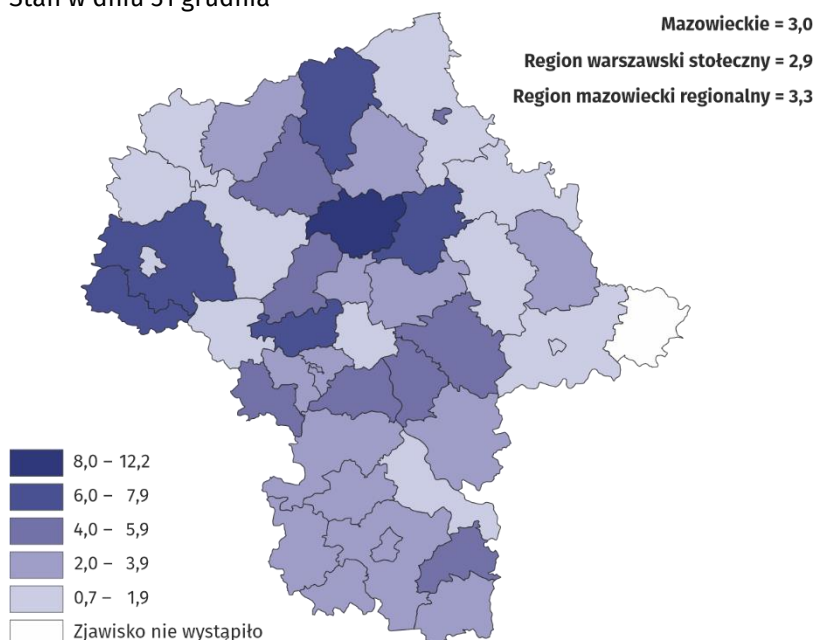 Stan w dniu 31 grudnia
Mazowieckie = 3,0
Region warszawski stołeczny = 2,9
Region mazowiecki regionalny = 3,3
8,0 – 12,2
6,0 – 7,9
4,0 – 5,9
2,0 – 3,9
0,7 – 1,9
Zjawisko nie wystąpiło